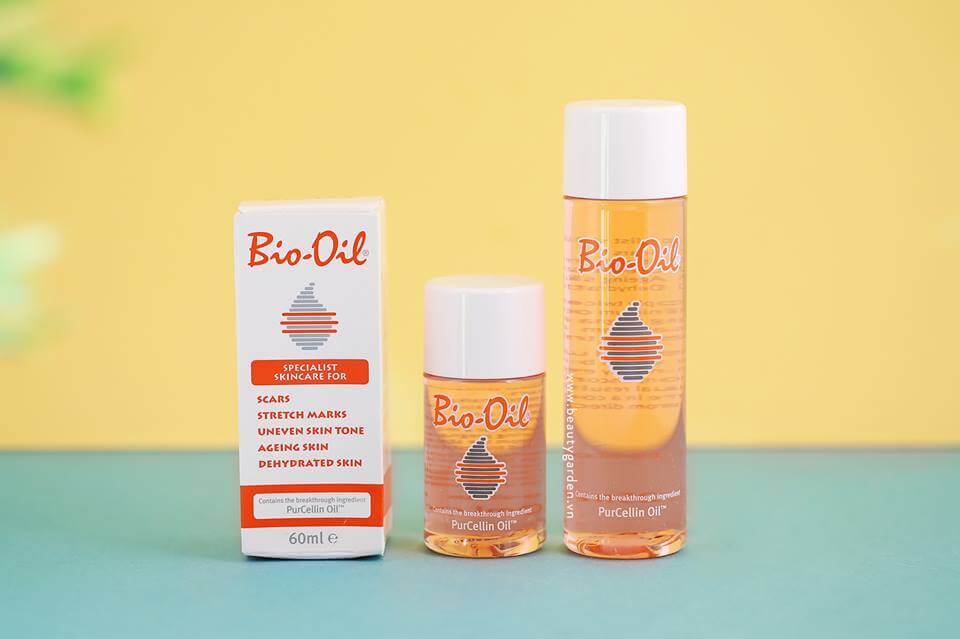 Bio-Oil®
SPECIALIST
SKINCARE FOR
SCARS
STRETCH MARKS
UNEVEN SKIN TONE
AGEING SKIN
DEHYDRATED SKIN
Contains the breakthrough ingredient
PurCellin Oil™
60ml e
Bio-Oil®
Contains the breakthrough ingredient
PurCellin Oil™
Bio-Oil®
Contains the breakthrough ingredient
PurCellin Oil™
www.beautygarden.vn